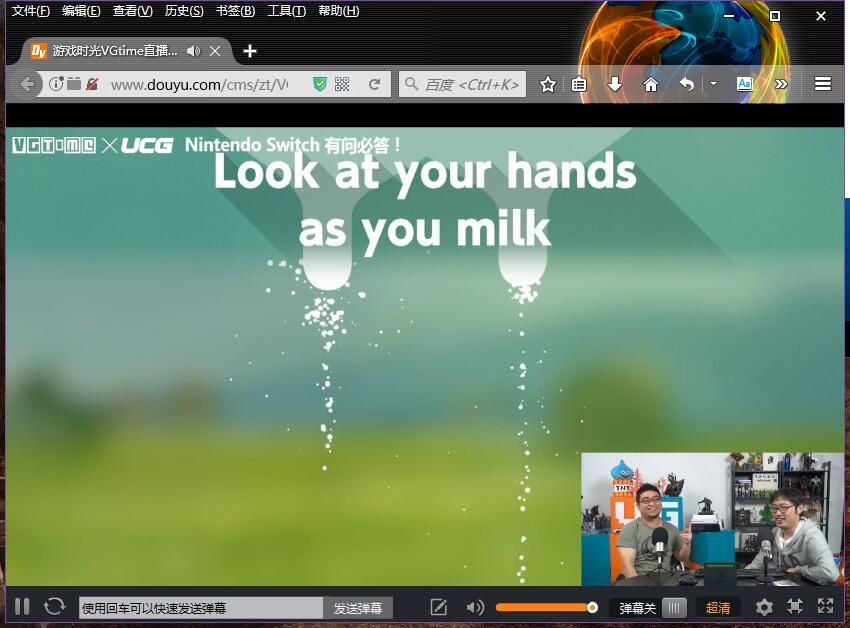 文件(F) 编辑(E) 查看(V) 历史(S) 书签(B) 工具(T) 帮助(H)
Dy 游戏时光VGtime直播...
www.douyu.com/cms/zt/V
百度 <Ctrl+K>
Aa
VGTIME X UCG Nintendo Switch 有问必答！
Look at your hands
as you milk
TNT
使用回车可以快速发送弹幕 发送弹幕 弹幕关 超清